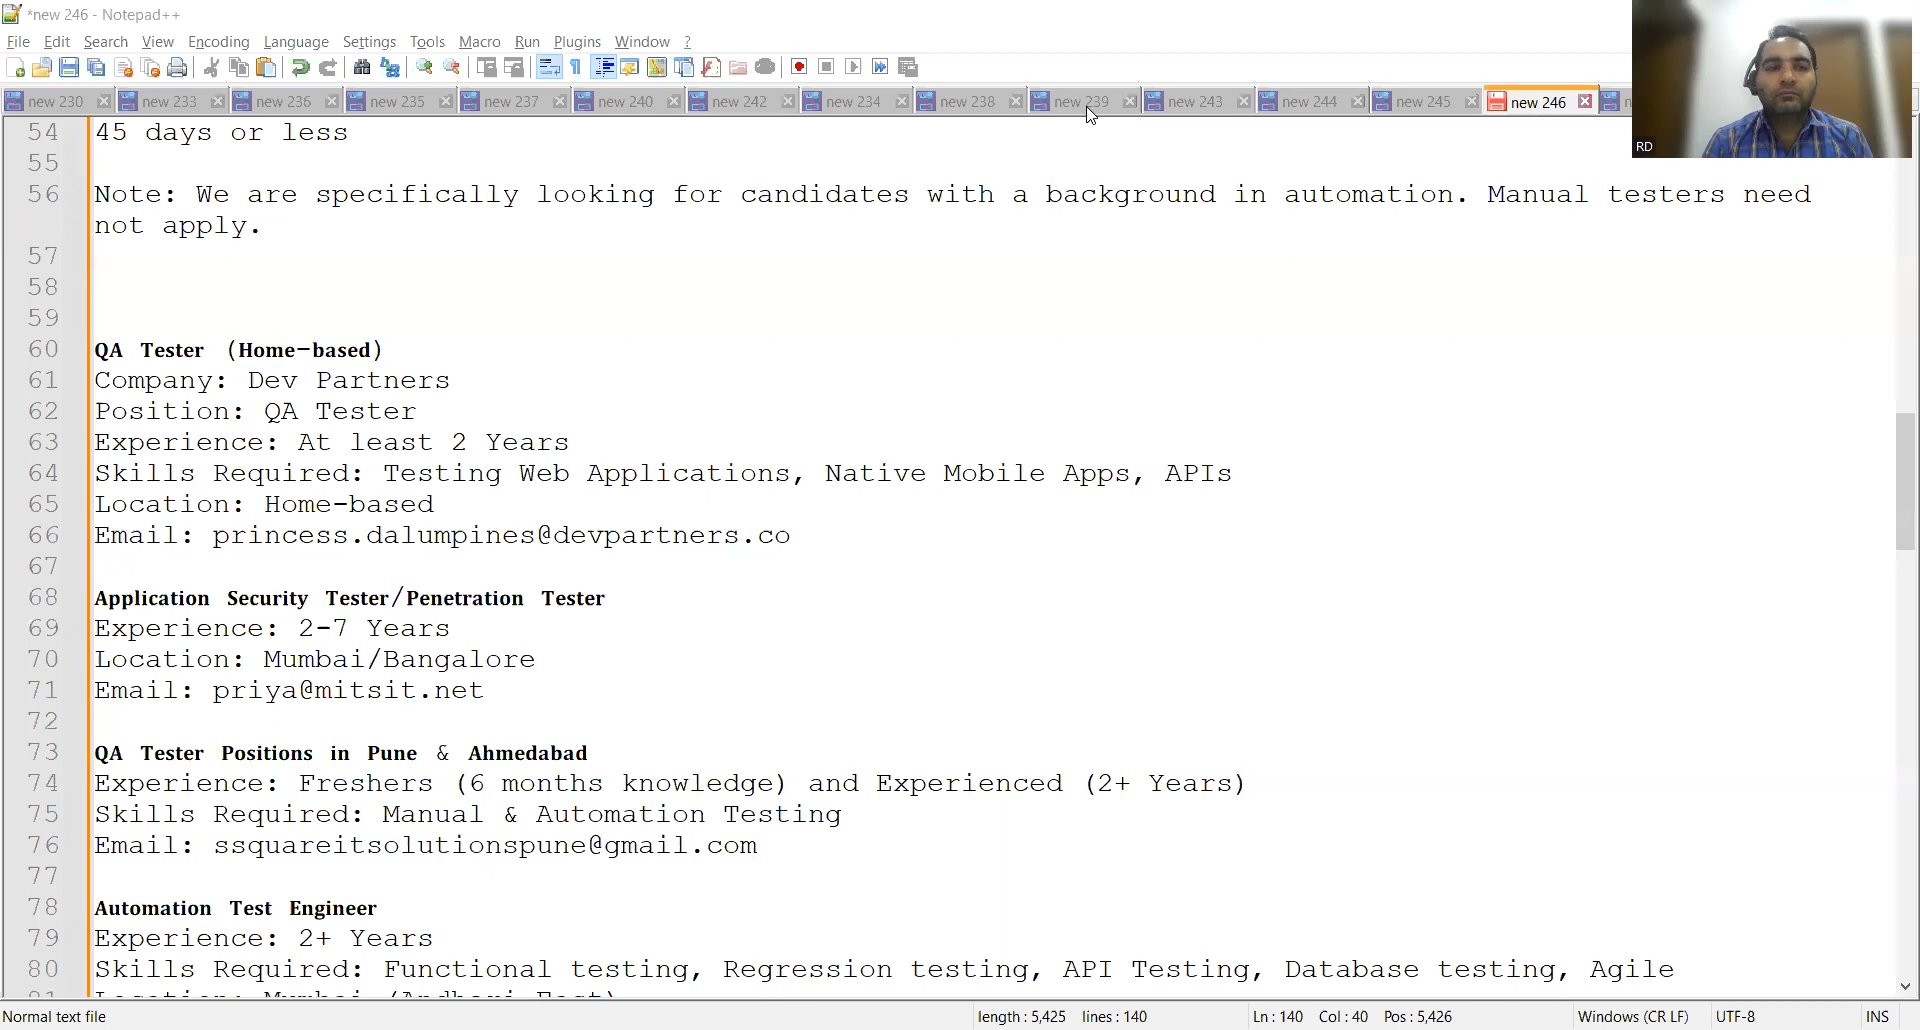 *new 246 - Notepad++
File Edit Search View Encoding Language Settings Tools Macro Run Plugins Window ?
new 230 new 233 new 236 new 235 new 237 new 240 new 242 new 234 new 238 new 239 new 243 new 244 new 245 new 246
RD
54 45 days or less
55
56 Note: We are specifically looking for candidates with a background in automation. Manual testers need
not apply.
57
58
59
60 QA Tester (Home-based)
61 Company: Dev Partners
62 Position: QA Tester
63 Experience: At least 2 Years
64 Skills Required: Testing Web Applications, Native Mobile Apps, APIs
65 Location: Home-based
66 Email: princess.dalumpines@devpartners.co
67
68 Application Security Tester/Penetration Tester
69 Experience: 2-7 Years
70 Location: Mumbai/Bangalore
71 Email: priya@mitsit.net
72
73 QA Tester Positions in Pune & Ahmedabad
74 Experience: Freshers (6 months knowledge) and Experienced (2+ Years)
75 Skills Required: Manual & Automation Testing
76 Email: ssquareitsolutionspune@gmail.com
77
78 Automation Test Engineer
79 Experience: 2+ Years
80 Skills Required: Functional testing, Regression testing, API Testing, Database testing, Agile
81 Location: Mumbai (Andheri East)
Normal text file length : 5,425 lines : 140 Ln : 140 Col : 40 Pos : 5,426 Windows (CR LF) UTF-8 INS